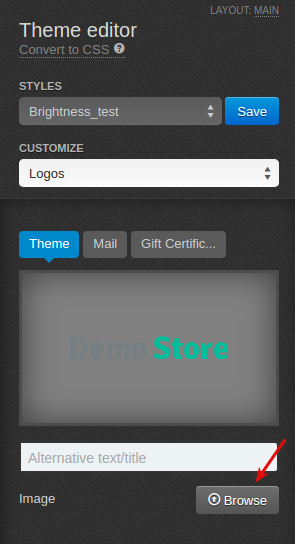 LAYOUT: MAIN
Theme editor
Convert to CSS ?
STYLES
Brightness_test
Save
CUSTOMIZE
Logos
Theme Mail Gift Certific...
Demo Store
Alternative text/title
Image
Browse